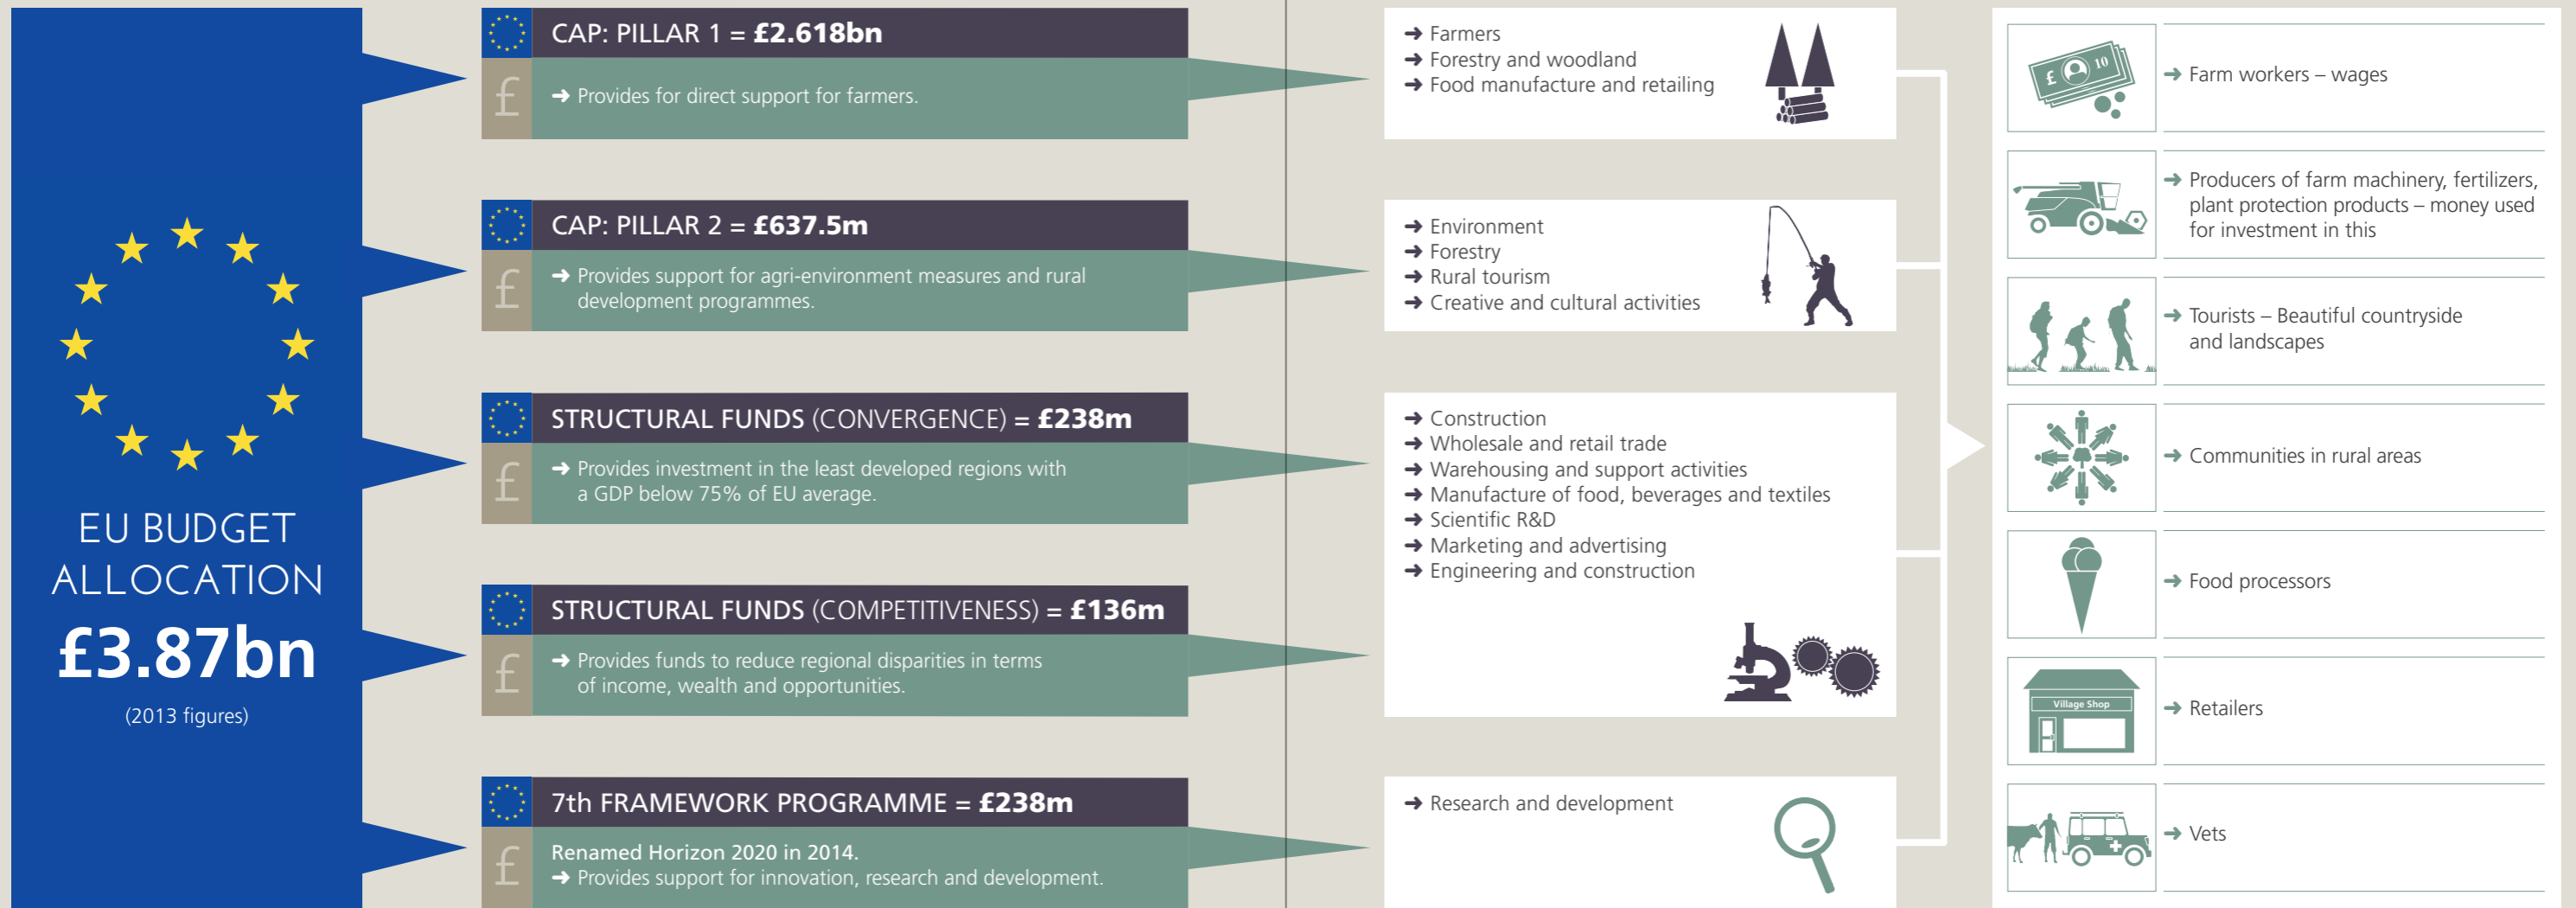 EU BUDGET
ALLOCATION
£3.87bn
(2013 figures)
CAP: PILLAR 1 = £2.618bn
£
➜ Provides for direct support for farmers.
CAP: PILLAR 2 = £637.5m
£
➜ Provides support for agri-environment measures and rural
development programmes.
STRUCTURAL FUNDS (CONVERGENCE) = £238m
£
➜ Provides investment in the least developed regions with
a GDP below 75% of EU average.
STRUCTURAL FUNDS (COMPETITIVENESS) = £136m
£
➜ Provides funds to reduce regional disparities in terms
of income, wealth and opportunities.
7th FRAMEWORK PROGRAMME = £238m
£
Renamed Horizon 2020 in 2014.
➜ Provides support for innovation, research and development.
➜ Farmers
➜ Forestry and woodland
➜ Food manufacture and retailing
➜ Environment
➜ Forestry
➜ Rural tourism
➜ Creative and cultural activities
➜ Construction
➜ Wholesale and retail trade
➜ Warehousing and support activities
➜ Manufacture of food, beverages and textiles
➜ Scientific R&D
➜ Marketing and advertising
➜ Engineering and construction
➜ Research and development
£ 10
➜ Farm workers – wages
➜ Producers of farm machinery, fertilizers,
plant protection products – money used
for investment in this
➜ Tourists – Beautiful countryside
and landscapes
➜ Communities in rural areas
➜ Food processors
Village Shop
➜ Retailers
➜ Vets